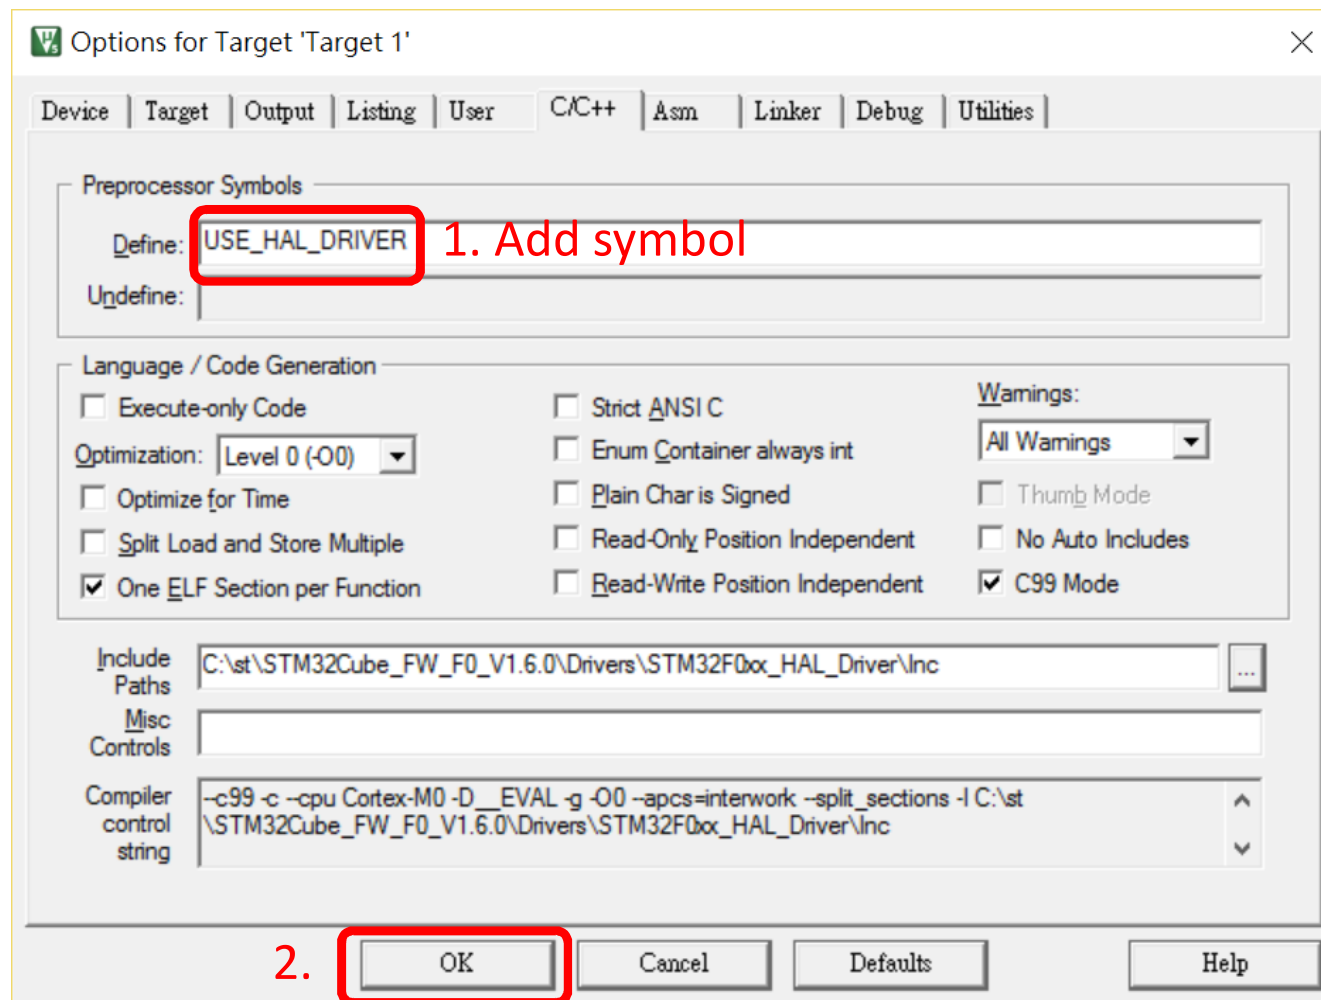 Options for Target 'Target 1'
Device Target Output Listing User C/C++ Asm Linker Debug Utilities
Preprocessor Symbols
Define: USE_HAL_DRIVER 1. Add symbol
Undefine:
Language / Code Generation
Execute-only Code Strict ANSI C Warnings:
Optimization: Level 0 (-O0) Enum Container always int All Warnings
Optimize for Time Plain Char is Signed Thumb Mode
Split Load and Store Multiple Read-Only Position Independent No Auto Includes
One ELF Section per Function Read-Write Position Independent C99 Mode
Include Paths C:\st\STM32Cube_FW_F0_V1.6.0\Drivers\STM32F0xx_HAL_Driver\Inc ...
Misc Controls
Compiler control string --c99 -c --cpu Cortex-M0 -D__EVAL -g -O0 --apcs=interwork --split_sections -I C:\st
\STM32Cube_FW_F0_V1.6.0\Drivers\STM32F0xx_HAL_Driver\Inc
2. OK Cancel Defaults Help